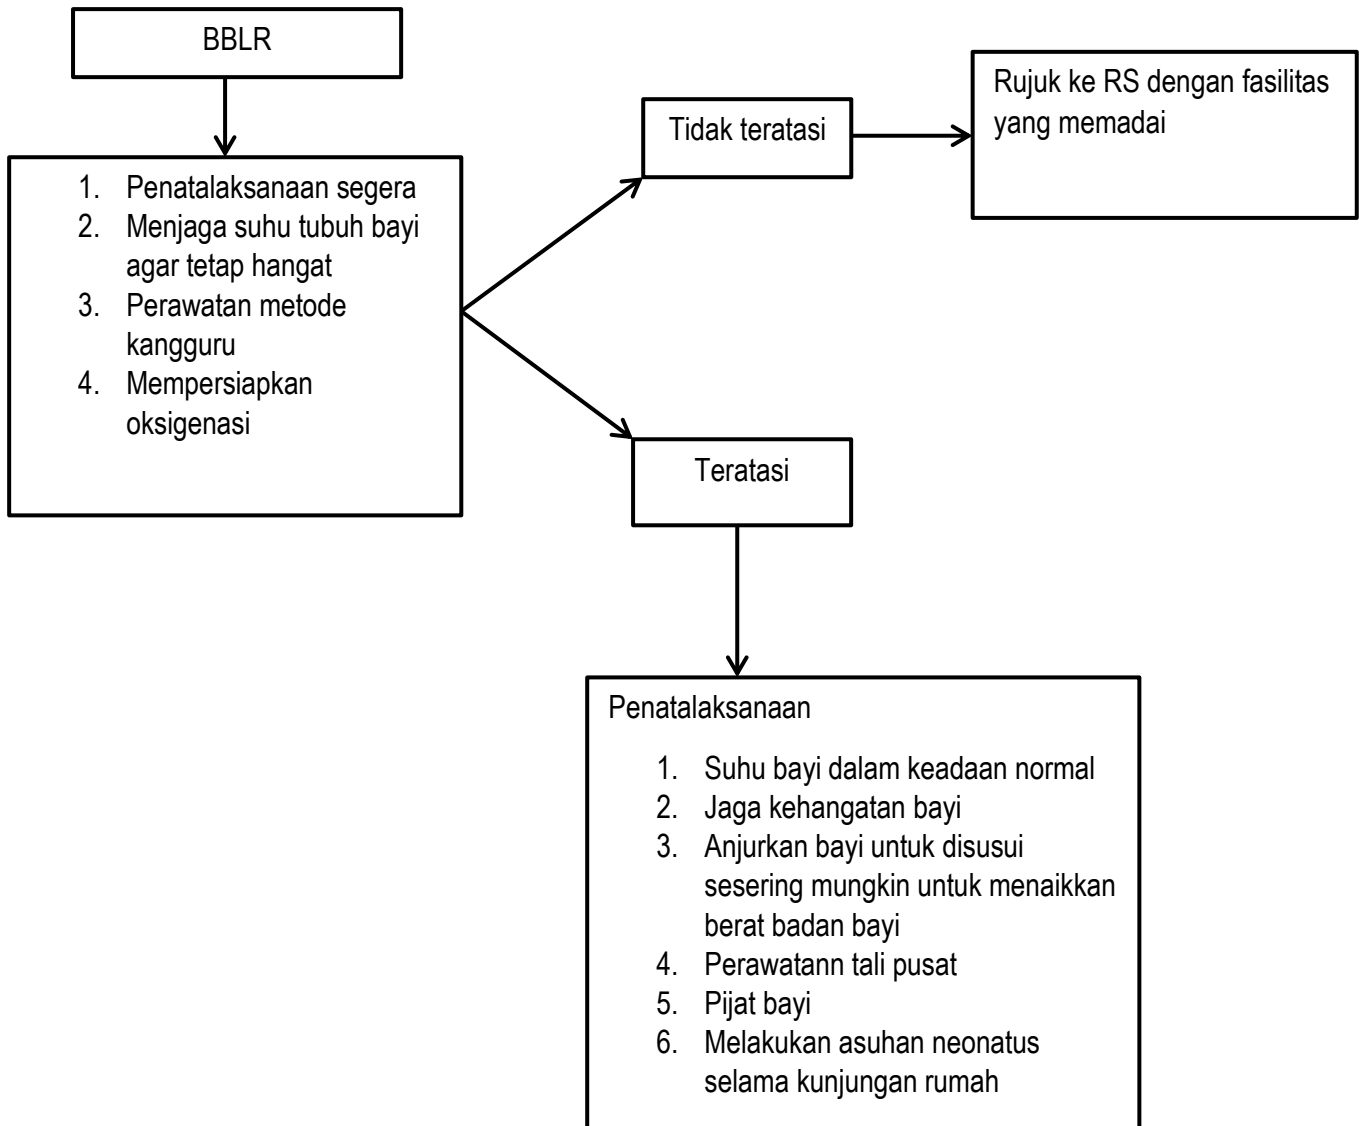 BBLR
1. Penatalaksanaan segera
2. Menjaga suhu tubuh bayi
agar tetap hangat
3. Perawatan metode
kangguru
4. Mempersiapkan
oksigenasi
Tidak teratasi
Rujuk ke RS dengan fasilitas
yang memadai
Teratasi
Penatalaksanaan
1. Suhu bayi dalam keadaan normal
2. Jaga kehangatan bayi
3. Anjurkan bayi untuk disusui
sesering mungkin untuk menaikkan
berat badan bayi
4. Perawatann tali pusat
5. Pijat bayi
6. Melakukan asuhan neonatus
selama kunjungan rumah